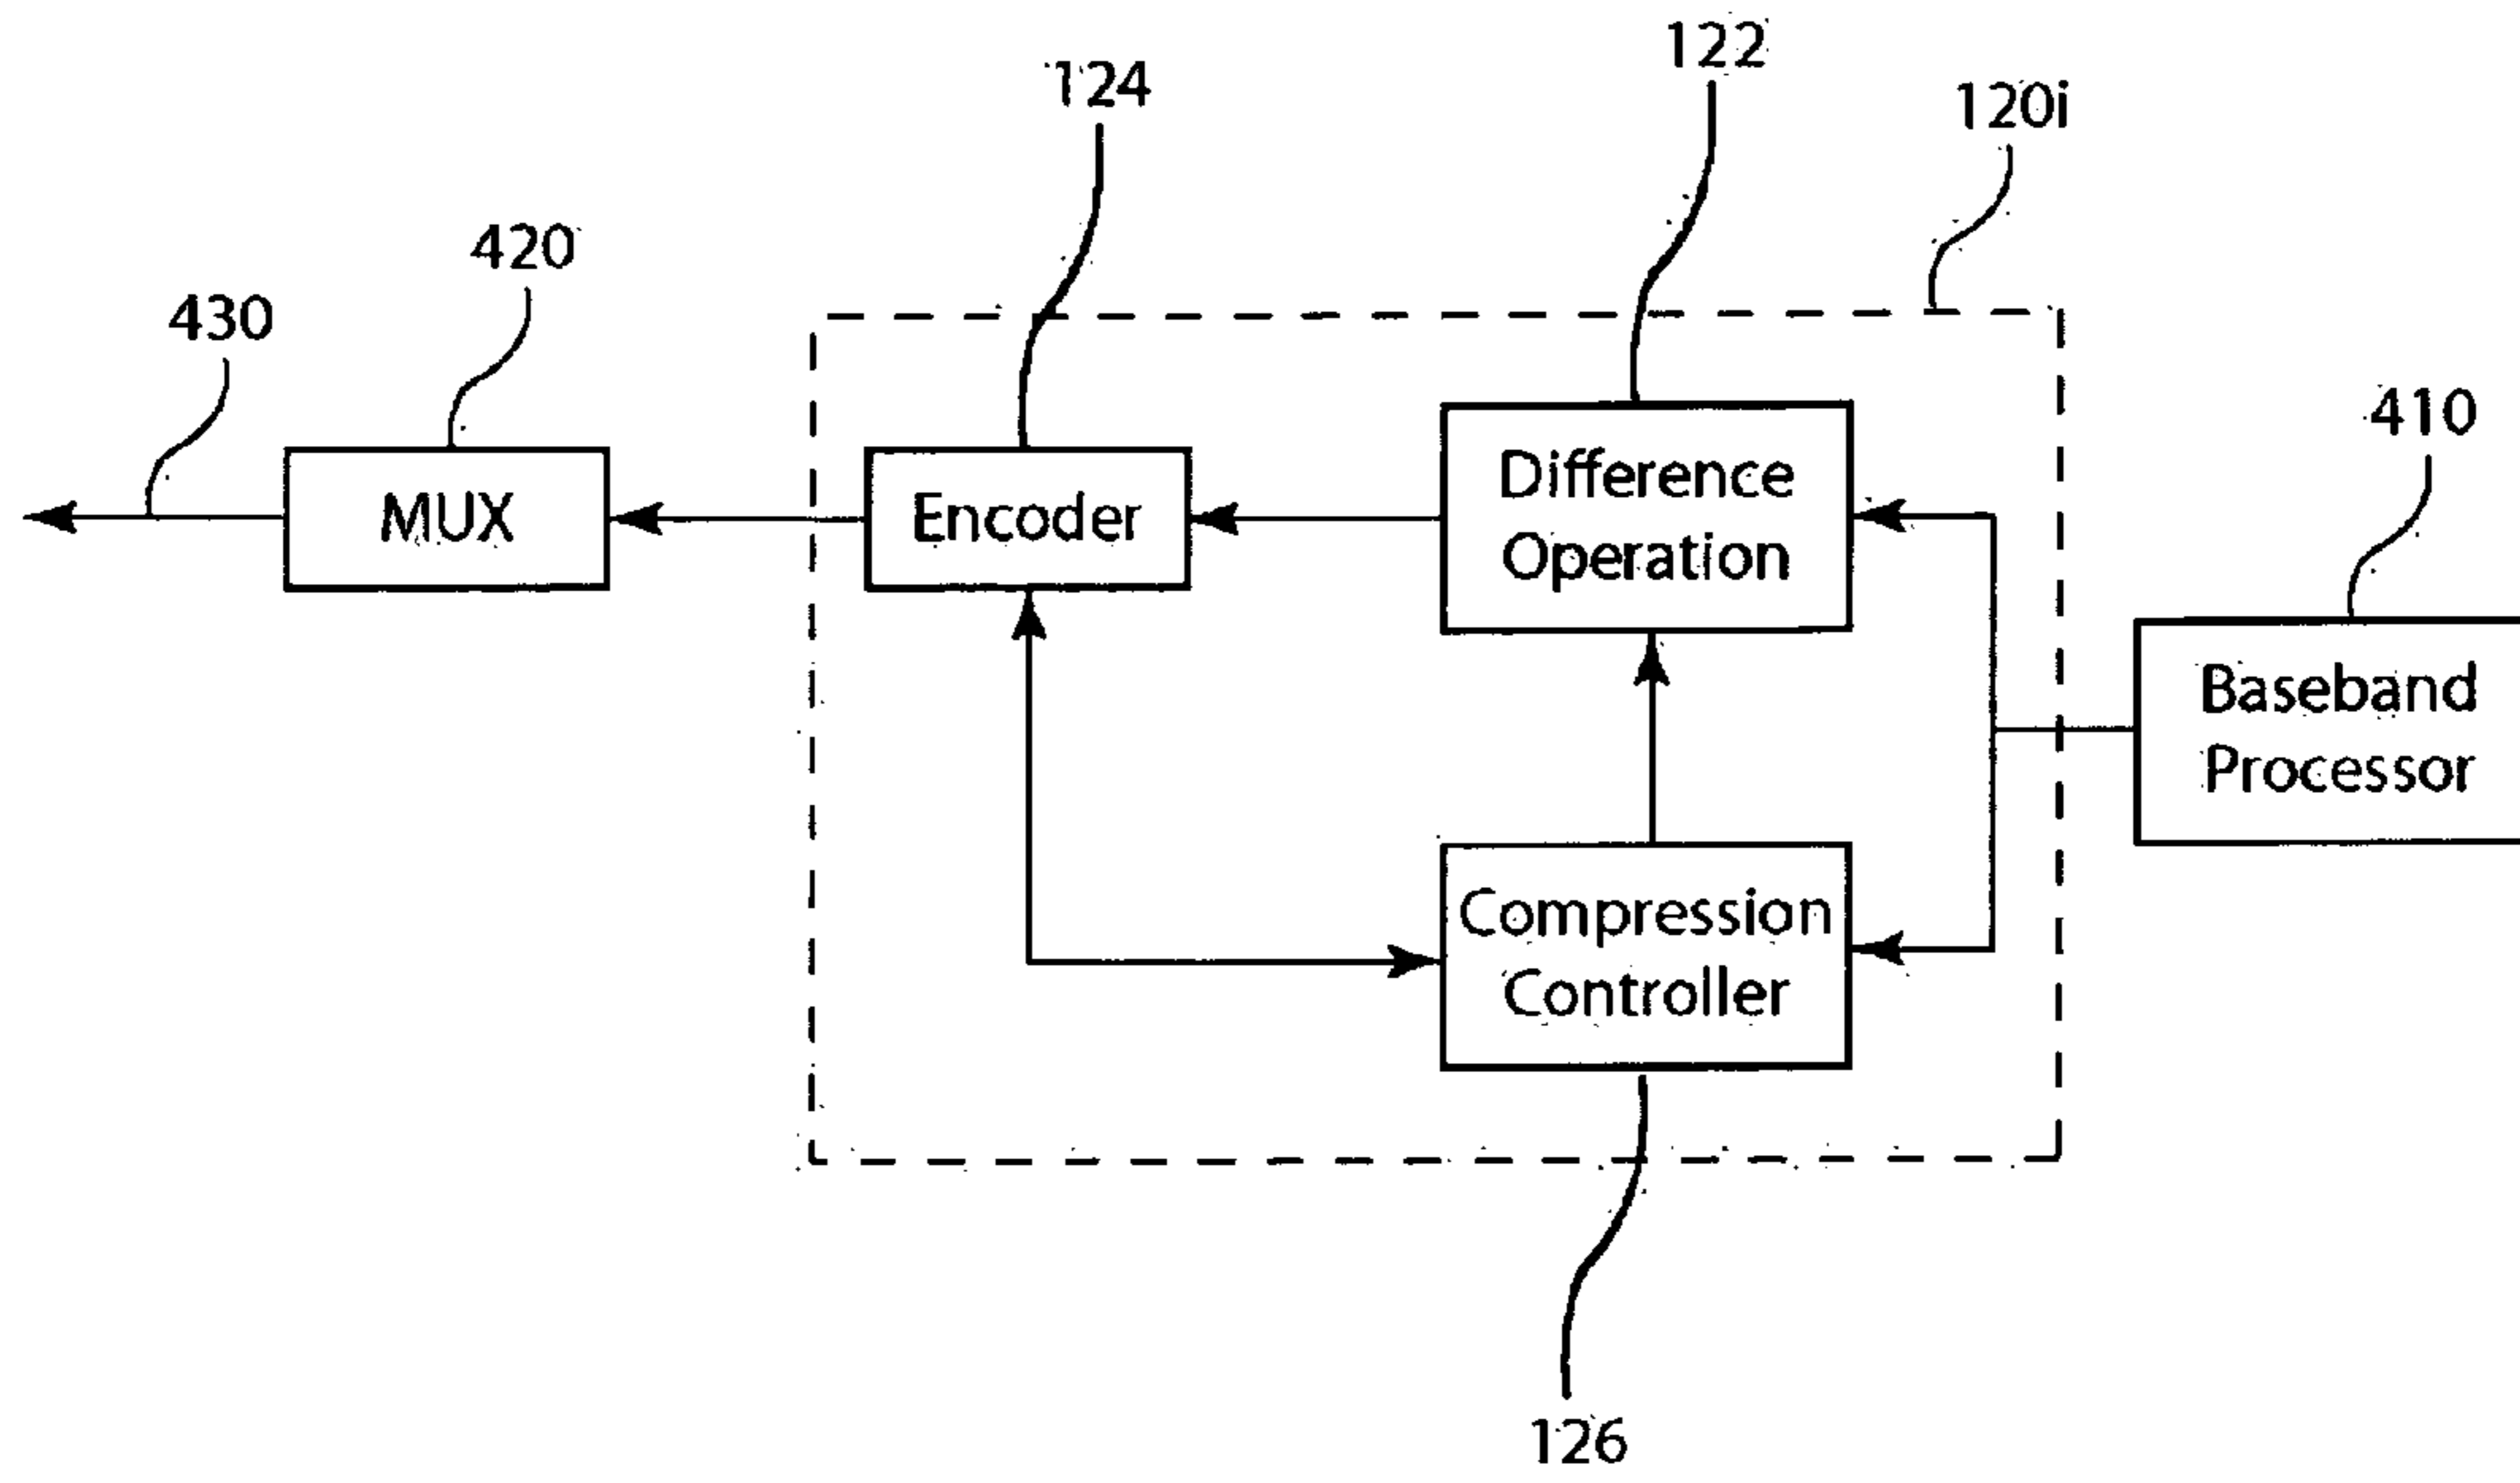 122
124
120i
420
430
410
Difference
Operation
MUX
Encoder
Baseband
Processor
Compression
Controller
126